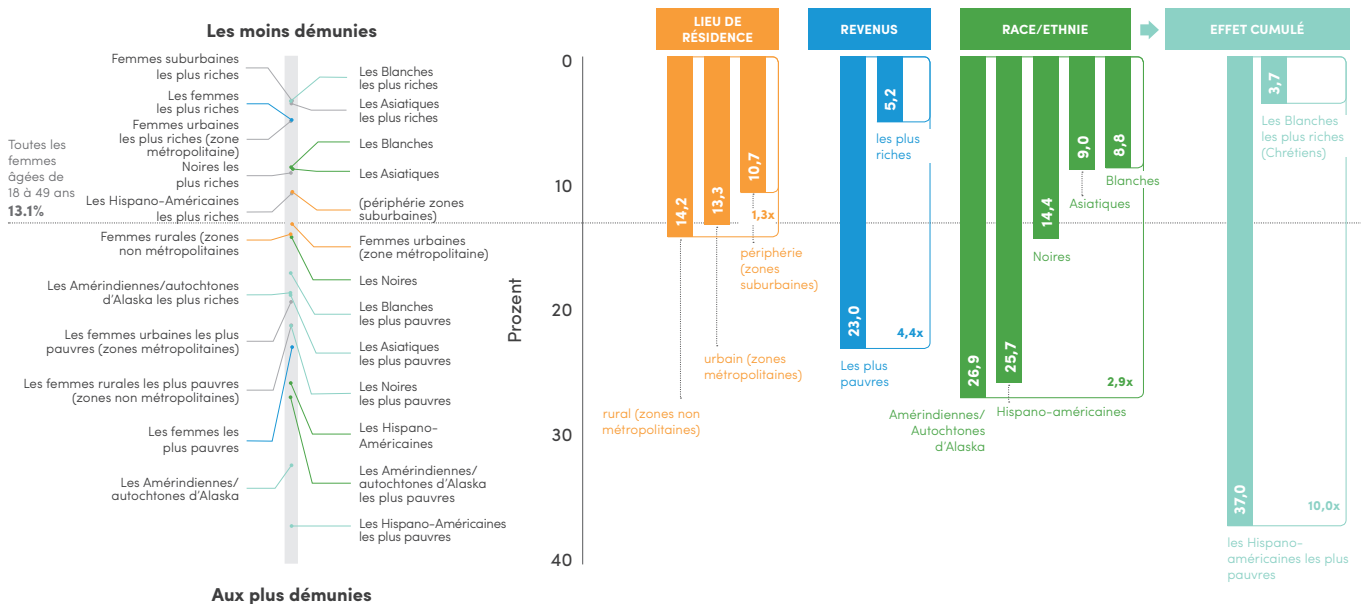 Les moins démunies
Toutes les
femmes
âgées de
18 à 49 ans
13.1%
Femmes suburbaines
les plus riches
Les femmes
les plus riches
Femmes urbaines
les plus riches (zone
métropolitaine)
Noires les
plus riches
Les Hispano-Américaines
les plus riches
Femmes rurales (zones
non métropolitaines
Les Amérindiennes/autochtones
d'Alaska les plus riches
Les femmes urbaines les plus
pauvres (zones métropolitaines)
Les femmes rurales les plus pauvres
(zones non métropolitaines)
Les femmes les
plus pauvres
Les Amérindiennes/
autochtones d'Alaska
Les Blanches
les plus riches
Les Asiatiques
les plus riches
Les Blanches
Les Asiatiques
(périphérie zones
suburbaines)
Femmes urbaines
(zone métropolitaine)
Les Noires
Les Blanches
les plus pauvres
Les Asiatiques
les plus pauvres
Les Noires
les plus pauvres
Les Hispano-
Américaines
Les Amérindiennes/
autochtones d'Alaska
les plus pauvres
Les Hispano-Américaines
les plus pauvres
Aux plus démunies
Prozent
0
10
20
30
40
LIEU DE
RÉSIDENCE
14,2
13,3
10,7
1,3x
périphérie
(zones
suburbaines)
urbain (zones
métropolitaines)
rural (zones non
métropolitaines)
REVENUS
23,0
5,2
les plus
riches
4,4x
Les plus
pauvres
RACE/ETHNIE
26,9
25,7
14,4
9,0
8,8
Blanches
Asiatiques
Noires
2,9x
Hispano-américaines
Amérindiennes/
Autochtones
d'Alaska
EFFET CUMULÉ
37,0
3,7
Les Blanches
les plus riches
(Chrétiens)
10,0x
les Hispano-
américaines les plus
pauvres